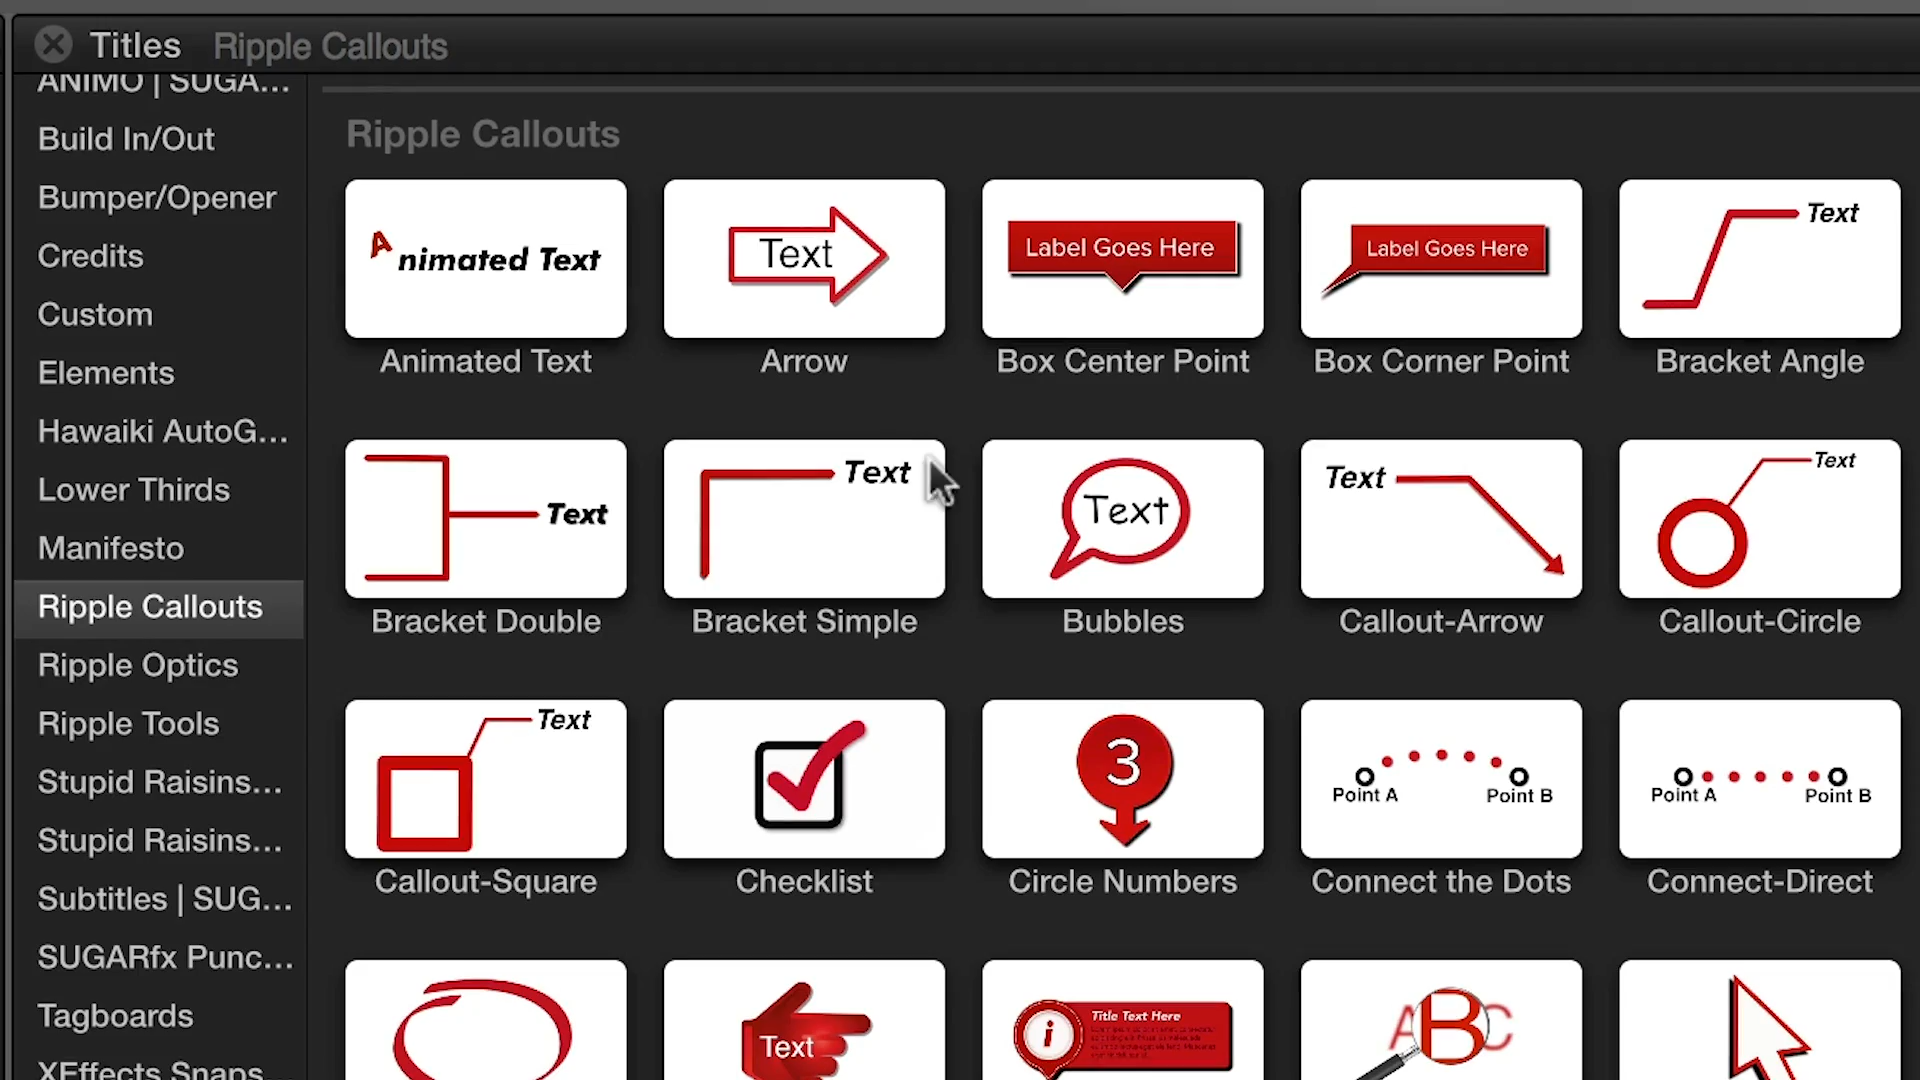 Titles Ripple Callouts
ANIMO | SUGA...
Build In/Out
Bumper/Opener
Credits
Custom
Elements
Hawaiki AutoG...
Lower Thirds
Manifesto
Ripple Callouts
Ripple Optics
Ripple Tools
Stupid Raisins...
Stupid Raisins...
Subtitles | SUG...
SUGARfx Punc...
Tagboards
XEffects Snaps
Ripple Callouts
Animated Text
Text
Label Goes Here
Label Goes Here
Text
Animated Text
Arrow
Box Center Point
Box Corner Point
Bracket Angle
Text
Text
Text
Text
Text
Bracket Double
Bracket Simple
Bubbles
Callout-Arrow
Callout-Circle
Text
3
Point A
Point B
Point A
Point B
Callout-Square
Checklist
Circle Numbers
Connect the Dots
Connect-Direct
Text
i
Title Text Here
A B C